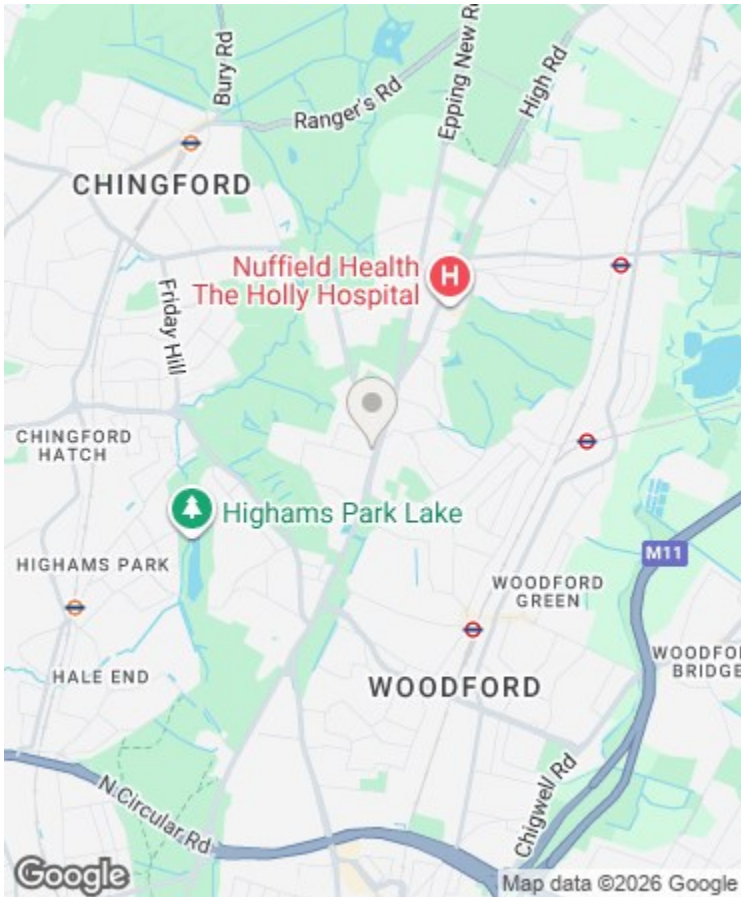 Bury Rd
Epping New R
High Rd
Ranger's Rd
CHINGFORD
Nuffield Health
The Holly Hospital
H
Friday Hill
CHINGFORD
HATCH
Highams Park Lake
M11
HIGHAMS PARK
WOODFORD
GREEN
HALE END
WOODFO
BRIDGE
WOODFORD
N Circular Rd
Chigwell Rd
Google
Map data ©2026 Google